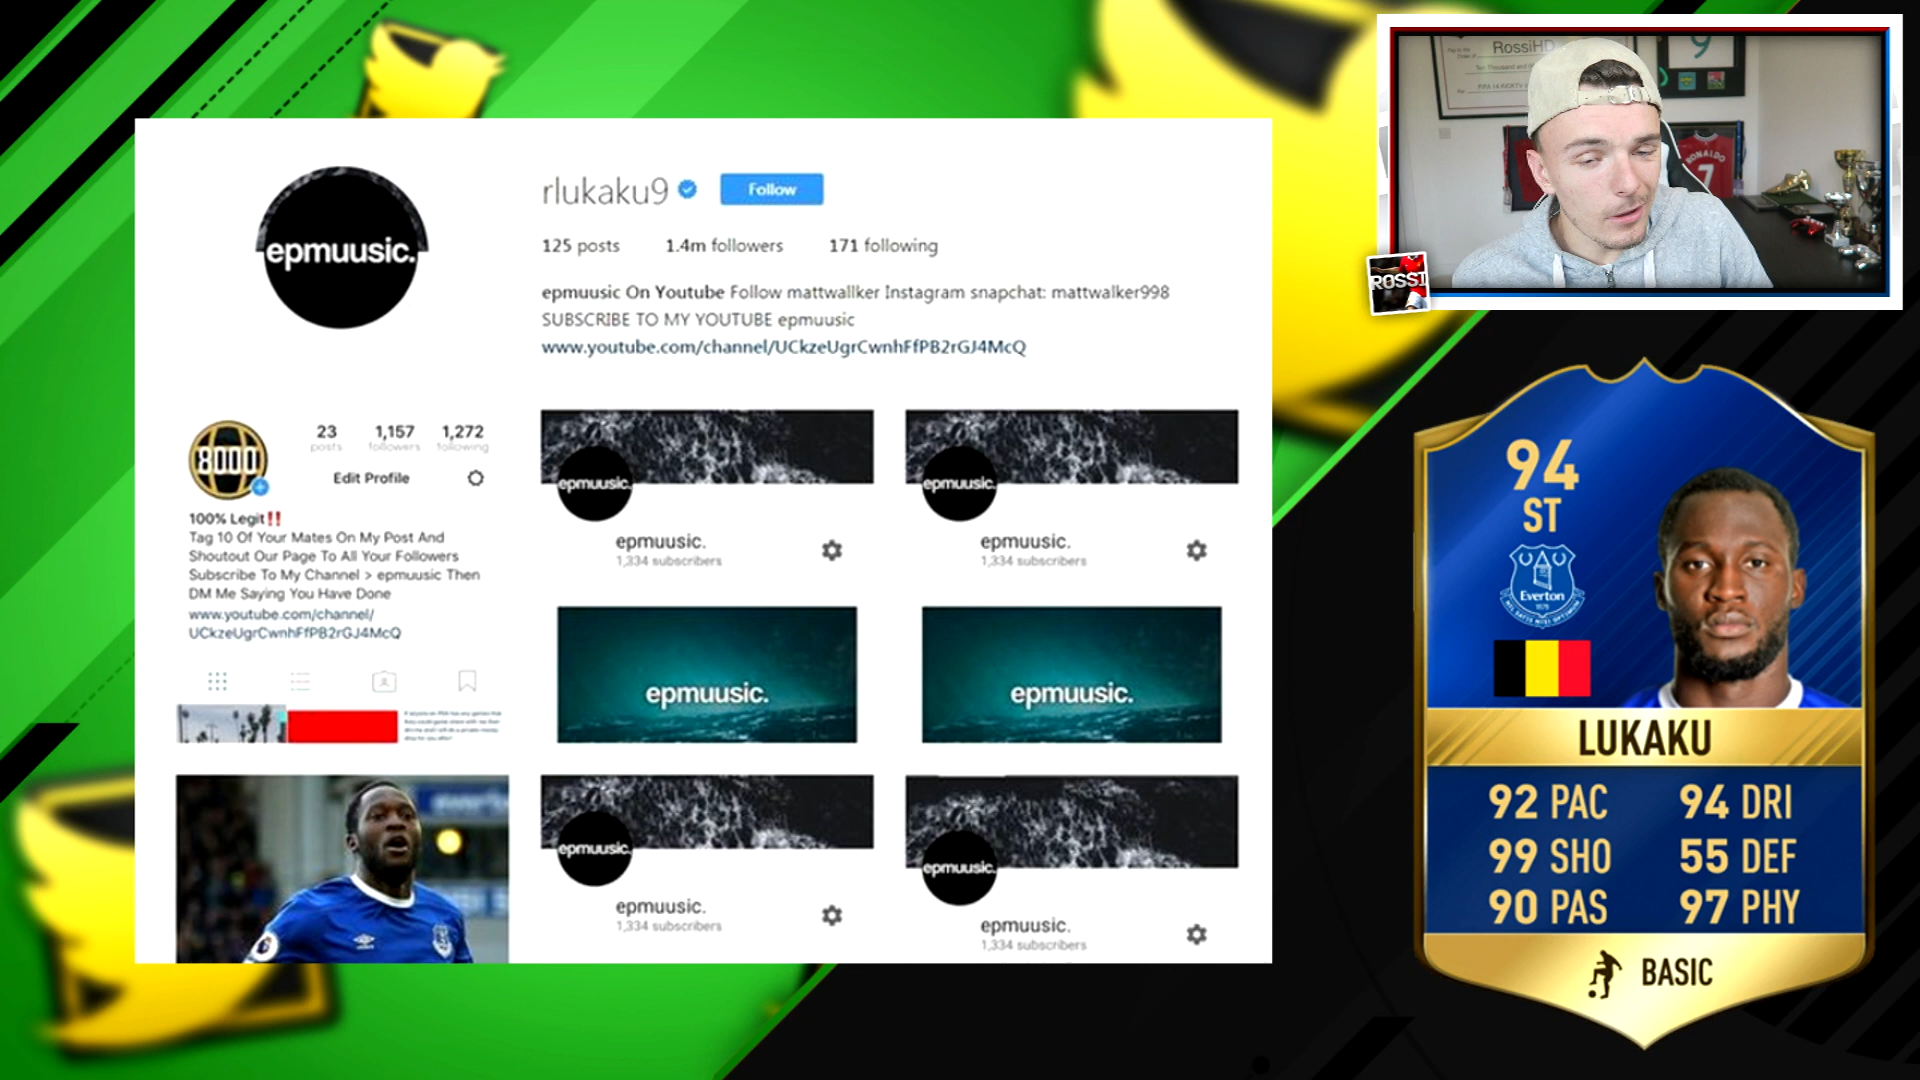 epmuusic.
rlukaku9
Follow
125 posts 1.4m followers 171 following
epmuusic On Youtube Follow mattwallker Instagram snapchat: mattwalker998
SUBSCRIBE TO MY YOUTUBE epmuusic
www.youtube.com/channel/UCkzeUgrCwnhFfPB2rGJ4McQ
8000
23 1,157 1,272
posts followers following
Edit Profile
100% Legit‼️
Tag 10 Of Your Mates On My Post And
Shoutout Our Page To All Your Followers
Subscribe To My Channel > epmuusic Then
DM Me Saying You Have Done
www.youtube.com/channel/
UCkzeUgrCwnhFfPB2rGJ4McQ
epmuusic.
epmuusic.
1,334 subscribers
epmuusic.
epmuusic.
1,334 subscribers
epmuusic.
epmuusic.
epmuusic.
epmuusic.
1,334 subscribers
epmuusic.
epmuusic.
1,334 subscribers
RossiHD
9
RONALDO
7
ROSSI
94
ST
Everton
LUKAKU
92 PAC 94 DRI
99 SHO 55 DEF
90 PAS 97 PHY
BASIC